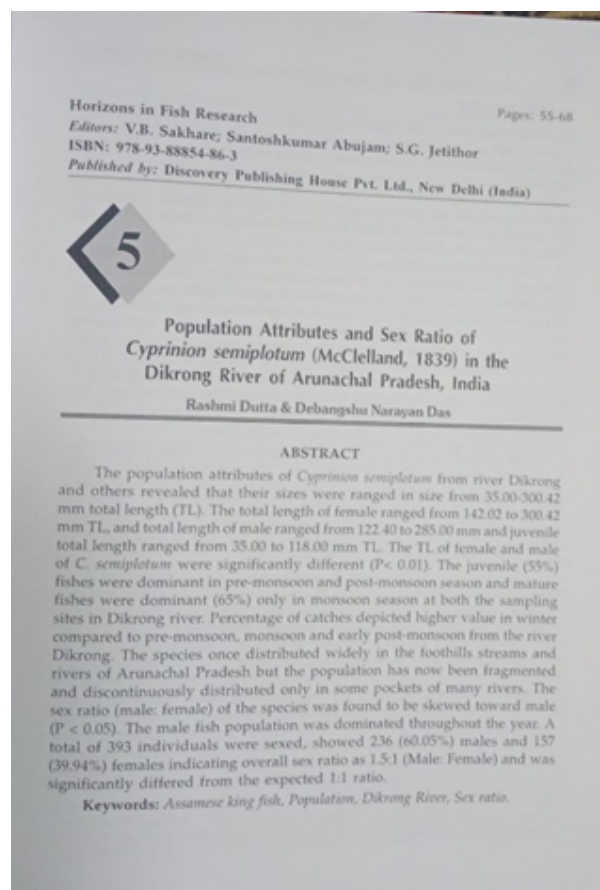 Horizons in Fish Research
Pages: 55-68
Editors: V.B. Sakhare; Santoshkumar Abujam; S.G. Jetithor
ISBN: 978-93-88854-86-3
Published by: Discovery Publishing House Pvt. Ltd., New Delhi (India)
5
Population Attributes and Sex Ratio of
Cyprinion semiplotum (McClelland, 1839) in the
Dikrong River of Arunachal Pradesh, India
Rashmi Dutta & Debangshu Narayan Das
ABSTRACT
The population attributes of Cyprinion semiplotum from river Dikrong
and others revealed that their sizes were ranged in size from 35.00-300.42
mm total length (TL). The total length of female ranged from 142.02 to 300.42
mm TL, and total length of male ranged from 122.40 to 285.00 mm and juvenile
total length ranged from 35.00 to 118.00 mm TL. The TL of female and male
of C. semiplotum were significantly different (P< 0.01). The juvenile (55%)
fishes were dominant in pre-monsoon and post-monsoon season and mature
fishes were dominant (65%) only in monsoon season at both the sampling
sites in Dikrong river. Percentage of catches depicted higher value in winter
compared to pre-monsoon, monsoon and early post-monsoon from the river
Dikrong. The species once distributed widely in the foothills streams and
rivers of Arunachal Pradesh but the population has now been fragmented
and discontinuously distributed only in some pockets of many rivers. The
sex ratio (male: female) of the species was found to be skewed toward male
(P < 0.05). The male fish population was dominated throughout the year. A
total of 393 individuals were sexed, showed 236 (60.05%) males and 157
(39.94%) females indicating overall sex ratio as 1.5:1 (Male: Female) and was
significantly differed from the expected 1:1 ratio.
Keywords: Assamese king fish, Population, Dikrong River, Sex ratio.